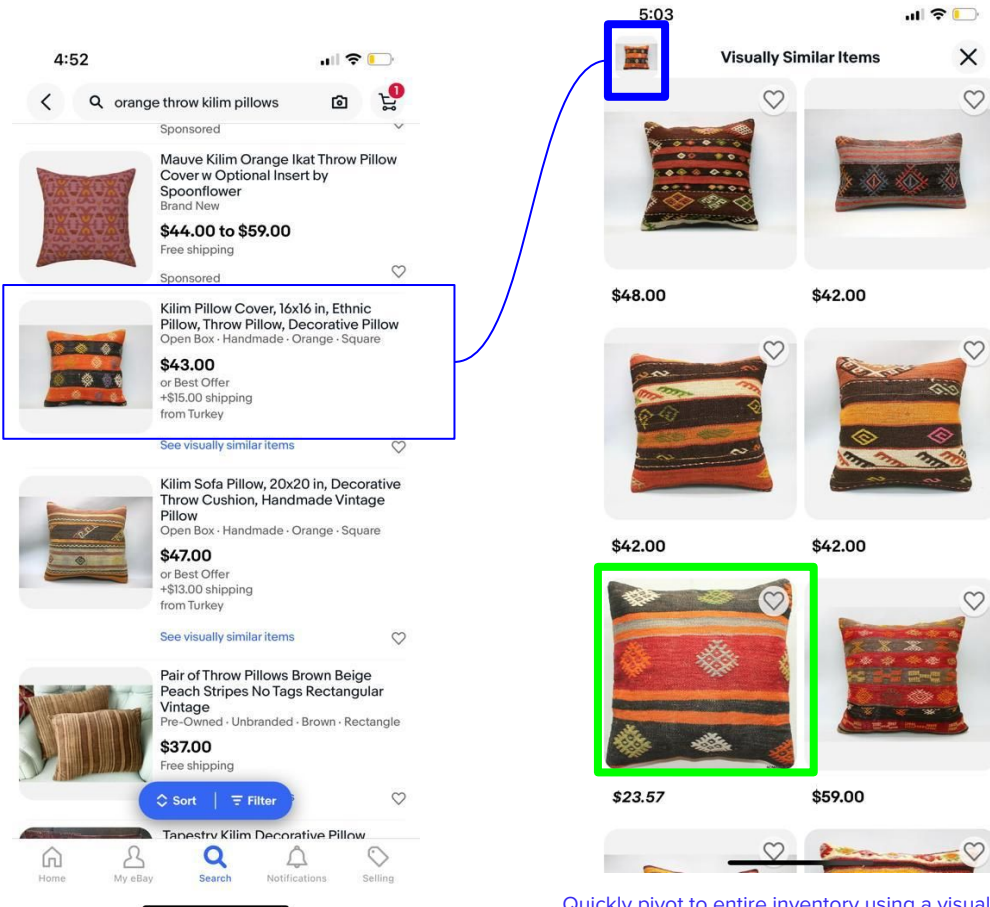 4:52
orange throw kilim pillows
1
Sponsored
Mauve Kilim Orange Ikat Throw Pillow
Cover w Optional Insert by
Spoonflower
Brand New
$44.00 to $59.00
Free shipping
Sponsored
Kilim Pillow Cover, 16x16 in, Ethnic
Pillow, Throw Pillow, Decorative Pillow
Open Box · Handmade · Orange · Square
$43.00
or Best Offer
+$15.00 shipping
from Turkey
See visually similar items
Kilim Sofa Pillow, 20x20 in, Decorative
Throw Cushion, Handmade Vintage
Pillow
Open Box · Handmade · Orange · Square
$47.00
or Best Offer
+$13.00 shipping
from Turkey
See visually similar items
Pair of Throw Pillows Brown Beige
Peach Stripes No Tags Rectangular
Vintage
Pre-Owned · Unbranded · Brown · Rectangle
$37.00
Free shipping
Sort
Filter
Tapestry Kilim Decorative Pillow
Home
My eBay
Search
Notifications
Selling
5:03
Visually Similar Items
$48.00
$42.00
$42.00
$42.00
$23.57
$59.00
Quickly pivot to entire inventory using a visual